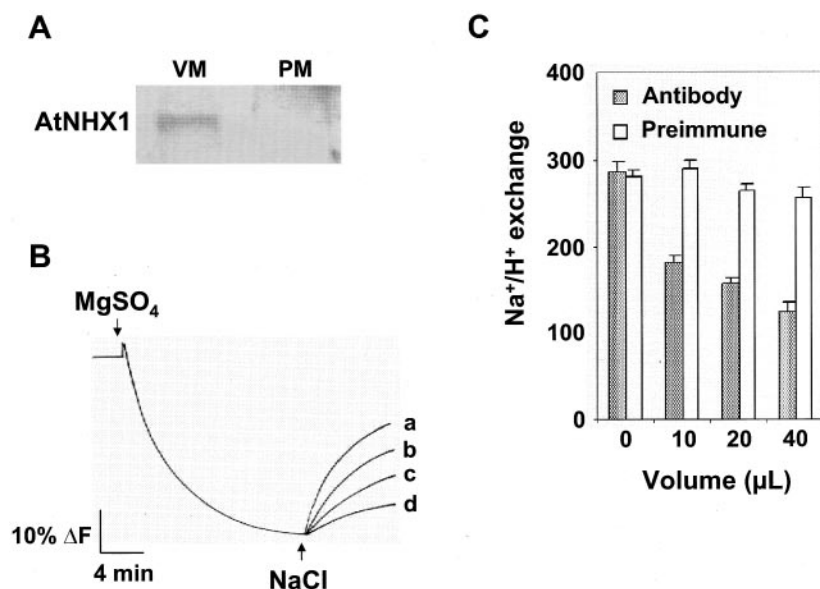 A
VM PM
AtNHX1
B
MgSO₄
a
b
c
d
10% ΔF
4 min
NaCl
C
400
300
200
100
0
Na⁺/H⁺ exchange
Antibody
Preimmune
0 10 20 40
Volume (µL)